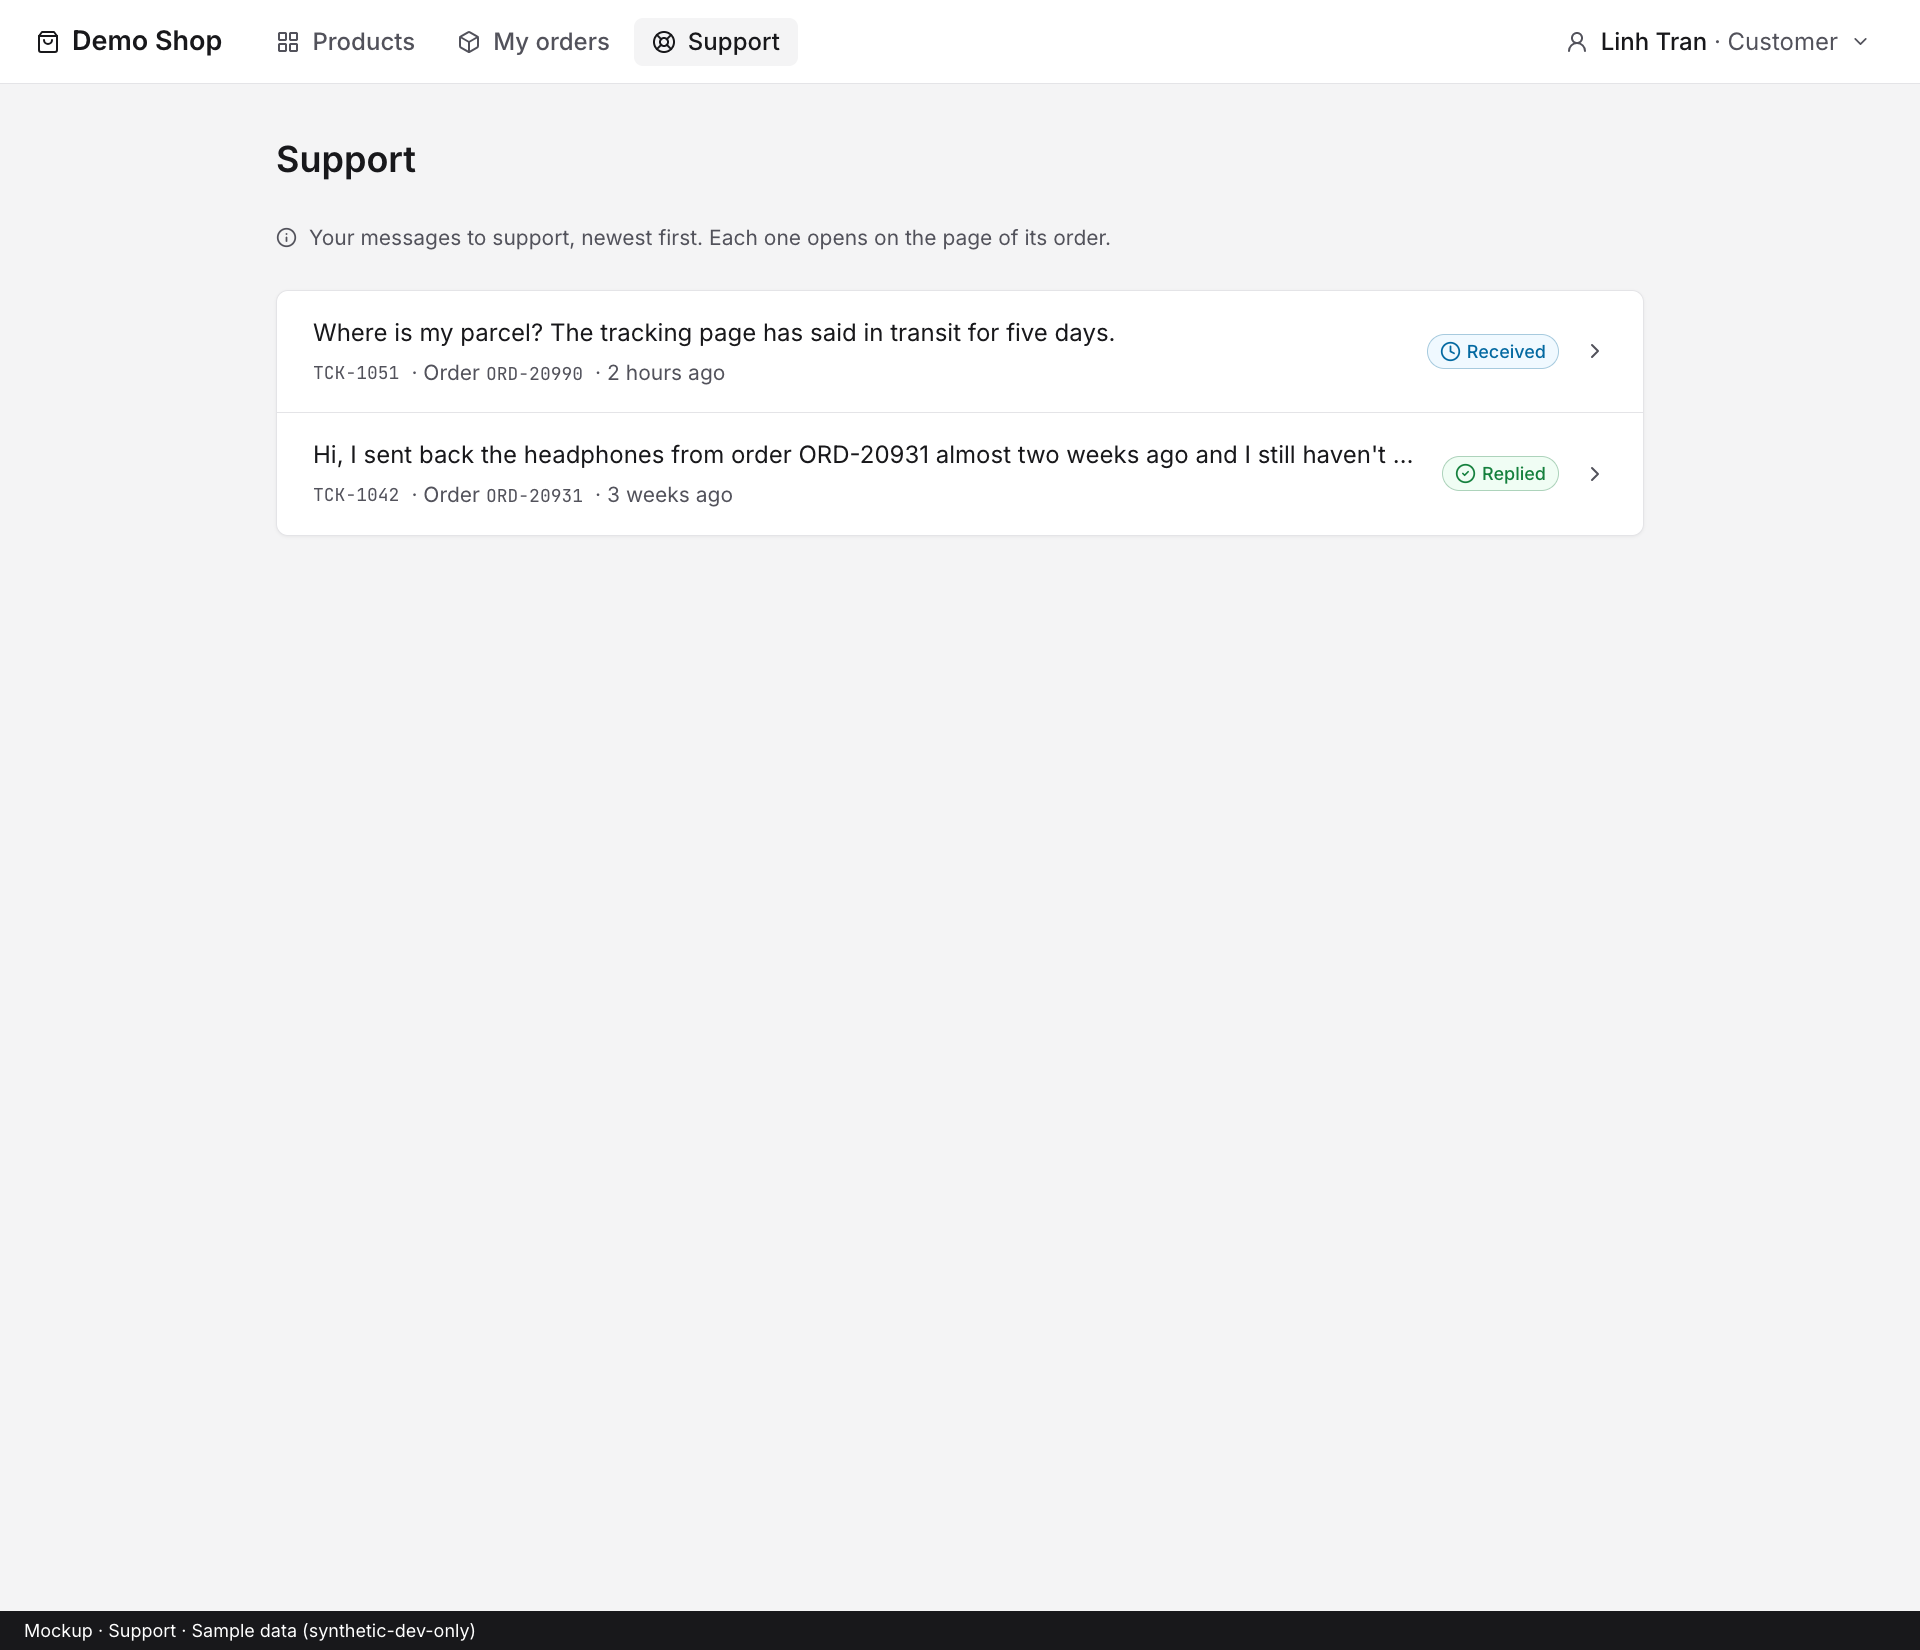 Demo Shop
Products
My orders
Support
Linh Tran · Customer
Support
Your messages to support, newest first. Each one opens on the page of its order.
Where is my parcel? The tracking page has said in transit for five days.
TCK-1051 · Order ORD-20990 · 2 hours ago
Received
Hi, I sent back the headphones from order ORD-20931 almost two weeks ago and I still haven't ...
TCK-1042 · Order ORD-20931 · 3 weeks ago
Replied
Mockup · Support · Sample data (synthetic-dev-only)